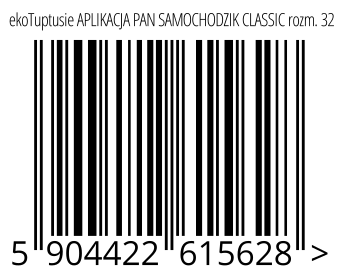 ekoTuptusie APLIKACJA PAN SAMOCHODZIK CLASSIC rozm. 32
5 904422 615628 >